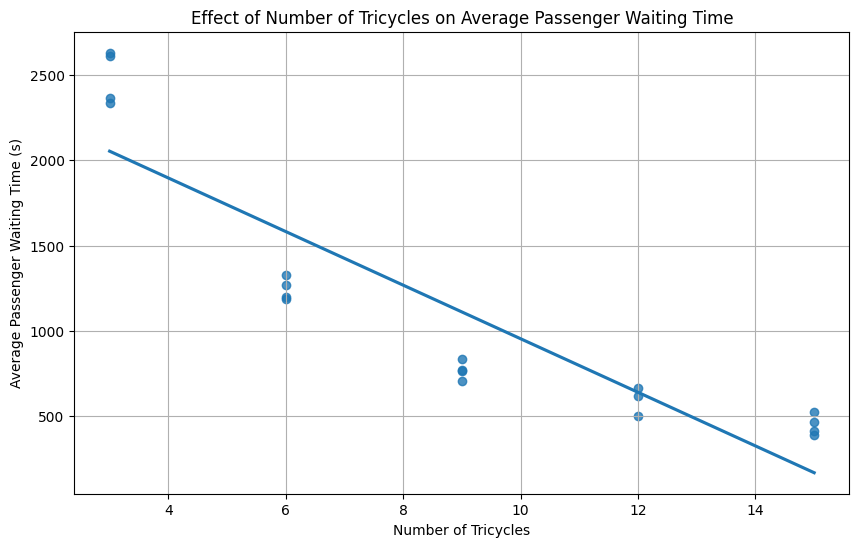 Effect of Number of Tricycles on Average Passenger Waiting Time
Average Passenger Waiting Time (s)
2500
2000
1500
1000
500
4 6 8 10 12 14
Number of Tricycles